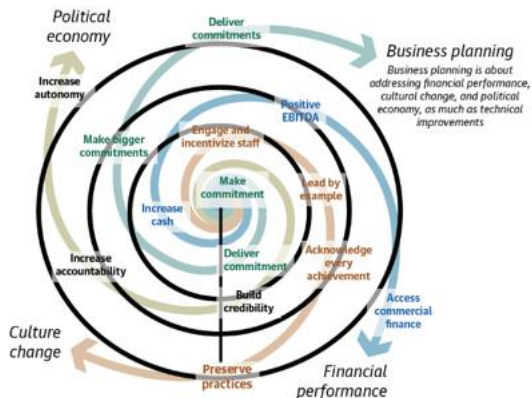 Political
economy
Deliver
commitments
Business planning
Business planning is about
addressing financial performance,
cultural change, and political
economy, as much as technical
improvements
Increase
autonomy
Positive
EBITDA
Make bigger
commitments
Engage and
incentivize staff
Make
commitment
Lead by
example
Increase
cash
Increase
accountability
Deliver
commitment
Acknowledge
every
achievement
Build
credibility
Access
commercial
finance
Culture
change
Preserve
practices
Financial
performance